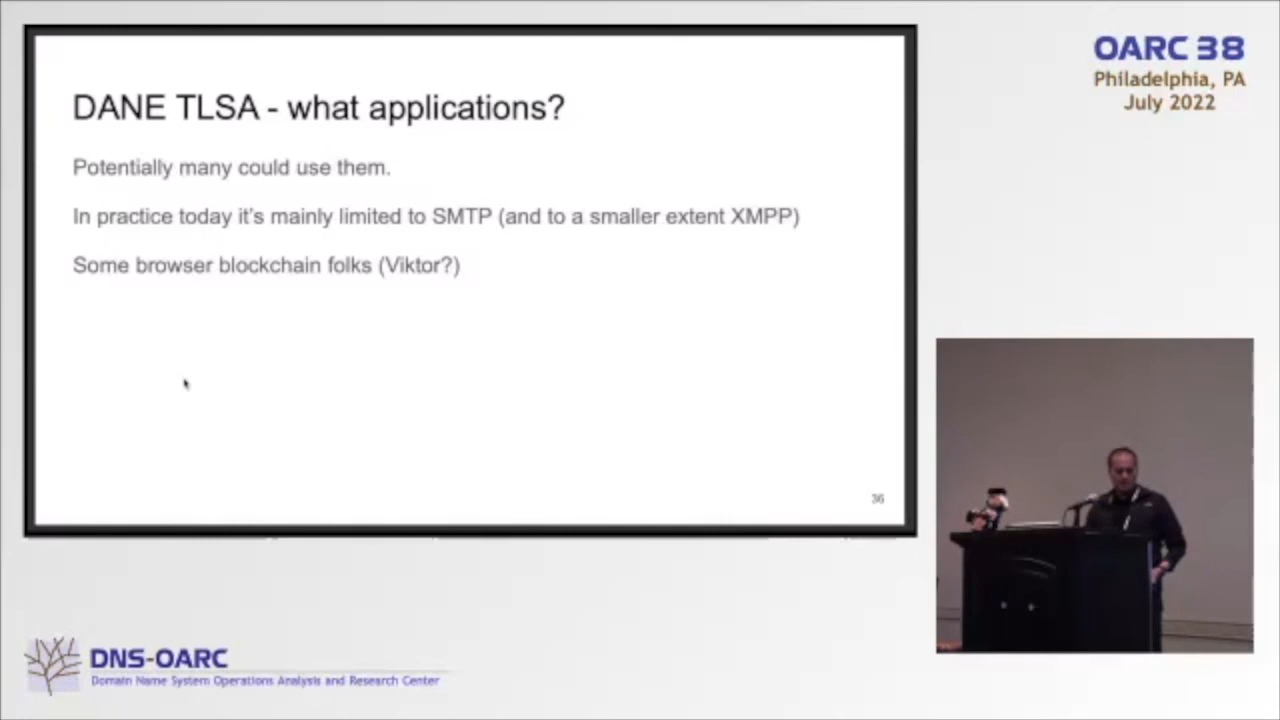 DANE TLSA - what applications?
Potentially many could use them.
In practice today it's mainly limited to SMTP (and to a smaller extent XMPP)
Some browser blockchain folks (Viktor?)
36
OARC 38
Philadelphia, PA
July 2022
DNS-OARC
Domain Name System Operations Analysis and Research Center